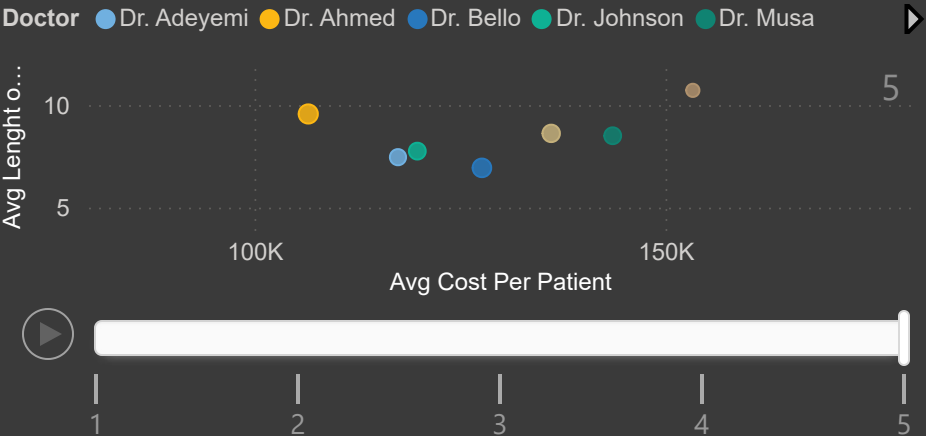 Doctor Dr. Adeyemi Dr. Ahmed Dr. Bello Dr. Johnson Dr. Musa
Avg Lenght o...
10
5
5
100K 150K
Avg Cost Per Patient
1 2 3 4 5